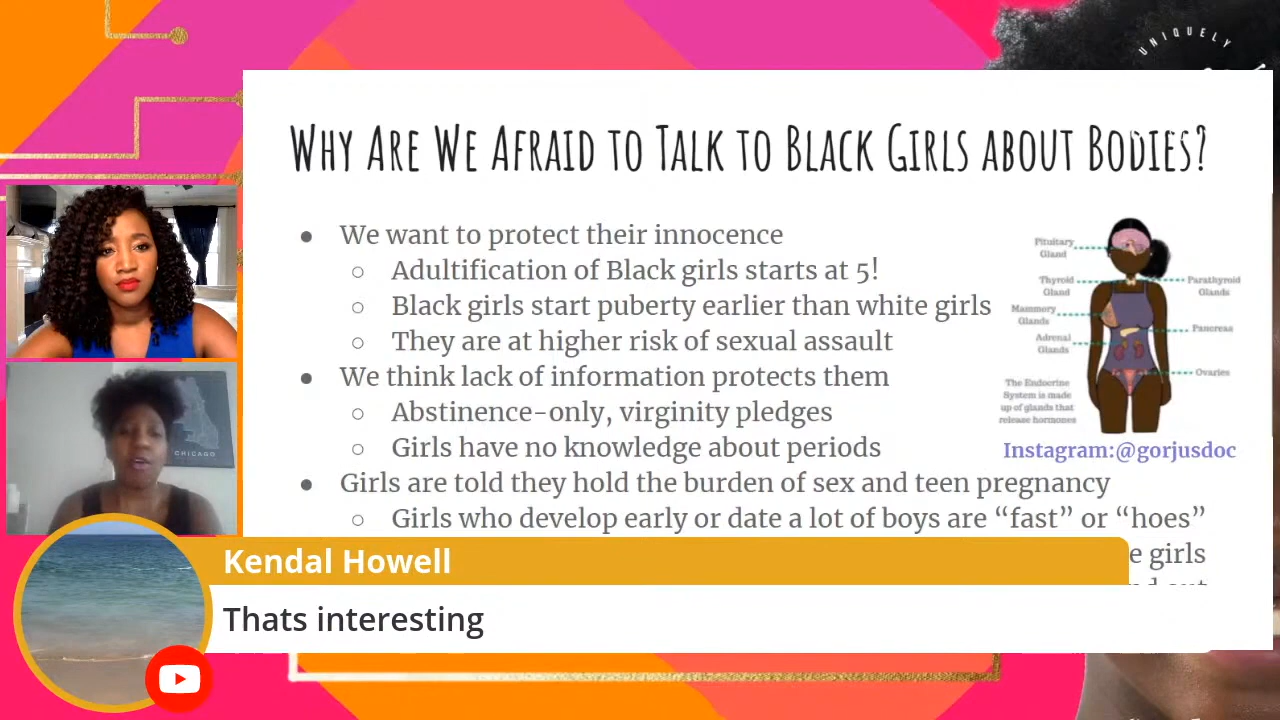 UNIQUELY
Why Are We Afraid to Talk to Black Girls about Bodies?
● We want to protect their innocence
○ Adultification of Black girls starts at 5!
○ Black girls start puberty earlier than white girls
○ They are at higher risk of sexual assault
● We think lack of information protects them
○ Abstinence-only, virginity pledges
○ Girls have no knowledge about periods
● Girls are told they hold the burden of sex and teen pregnancy
○ Girls who develop early or date a lot of boys are “fast” or “hoes”
girls
Pituitary
Gland
Thyroid
Gland
Mammary
Glands
Adrenal
Glands
Parathyroid
Glands
Pancreas
Ovaries
The Endocrine
System is made
up of glands that
release hormones
Instagram:@gorjusdoc
CHICAGO
Kendal Howell
Thats interesting